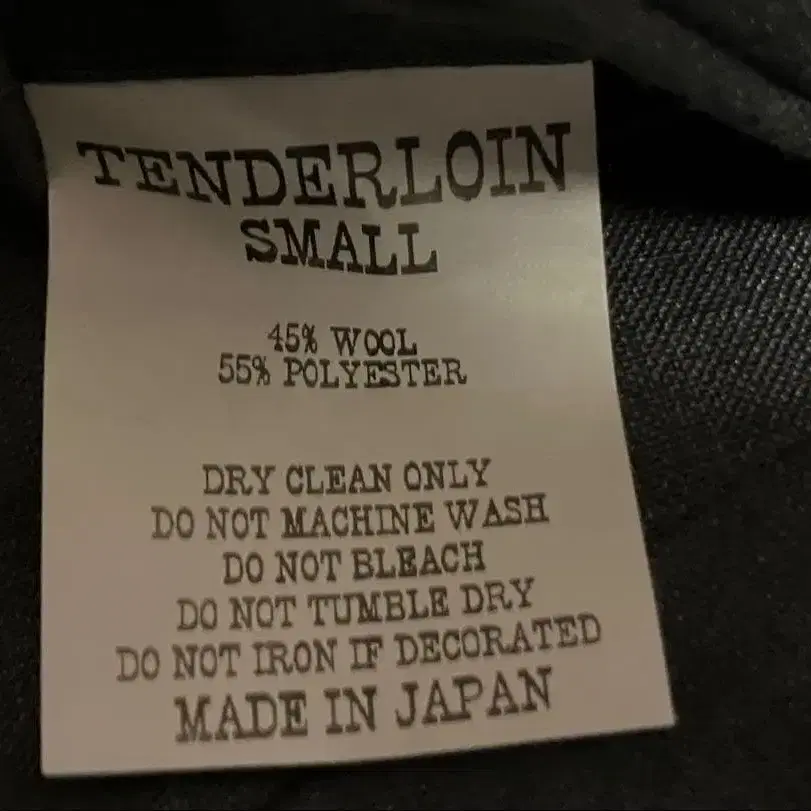 TENDERLOIN
SMALL
45% WOOL
55% POLYESTER
DRY CLEAN ONLY
DO NOT MACHINE WASH
DO NOT BLEACH
DO NOT TUMBLE DRY
DO NOT IRON IF DECORATED
MADE IN JAPAN